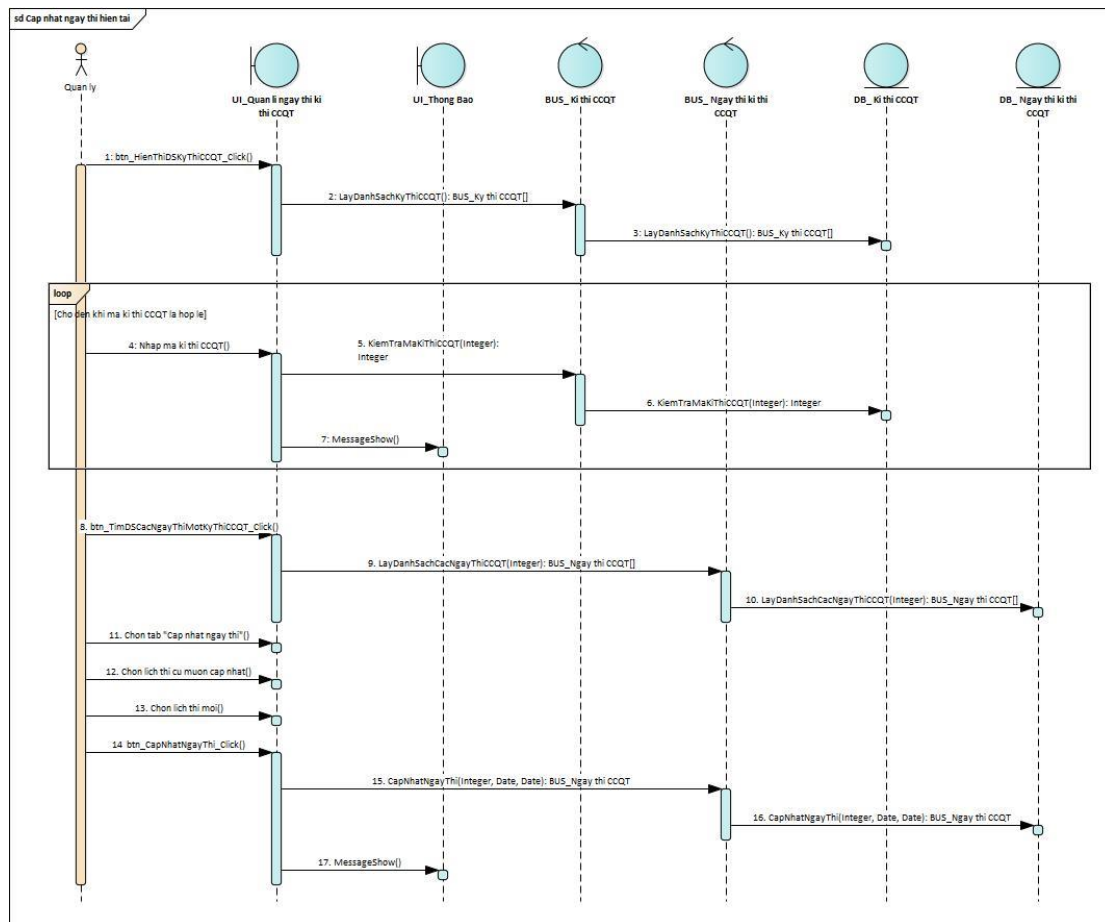 sd Cap nhat ngay thi hien tai
Quan ly
UI_Quan li ngay thi ki
thi CCQT
UI_Thong Bao
BUS_ Ki thi CCQT
BUS_ Ngay thi ki thi
CCQT
DB_ Ki thi CCQT
DB_ Ngay thi ki thi
CCQT
1: btn_HienThiDSKyThiCCQT_Click()
2: LayDanhSachKyThiCCQT(): BUS_Ky thi CCQT[]
3: LayDanhSachKyThiCCQT(): BUS_Ky thi CCQT[]
loop
[Cho den khi ma ki thi CCQT la hop le]
4: Nhap ma ki thi CCQT()
5. KiemTraMaKiThiCCQT(Integer):
Integer
6. KiemTraMaKiThi(Integer): Integer
7: MessageShow()
8. btn_TimDSCacNgayThiMotKyThiCCQT_Click()
9. LayDanhSachCacNgayThiCCQT(Integer): BUS_Ngay thi CCQT[]
10. LayDanhSachCacNgayThiCCQT(Integer): BUS_Ngay thi CCQT[]
11. Chon tab "Cap nhat ngay thi"()
12. Chon lich thi cu muon cap nhat()
13. Chon lich thi moi()
14 btn_CapNhatNgayThi_Click()
15. CapNhatNgayThi(Integer, Date, Date): BUS_Ngay thi CCQT
16. CapNhatNgayThi(Integer, Date, Date): BUS_Ngay thi CCQT
17. MessageShow()